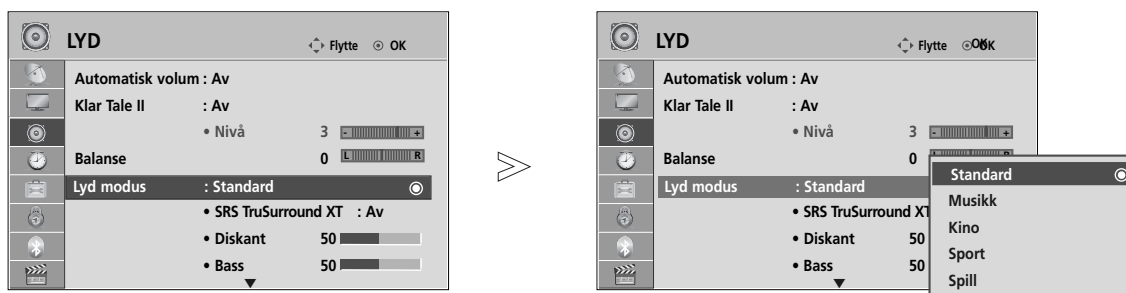 LYD
Flytte OK
Automatisk volum : Av
Klar Tale II : Av
• Nivå 3 - +
Balanse 0 L R
Lyd modus : Standard
• SRS TruSurround XT : Av
• Diskant 50
• Bass 50
>
LYD
Flytte OK
Automatisk volum : Av
Klar Tale II : Av
• Nivå 3 - +
Balanse 0
Lyd modus : Standard
• SRS TruSurround XT
• Diskant 50
• Bass 50
Standard
Musikk
Kino
Sport
Spill